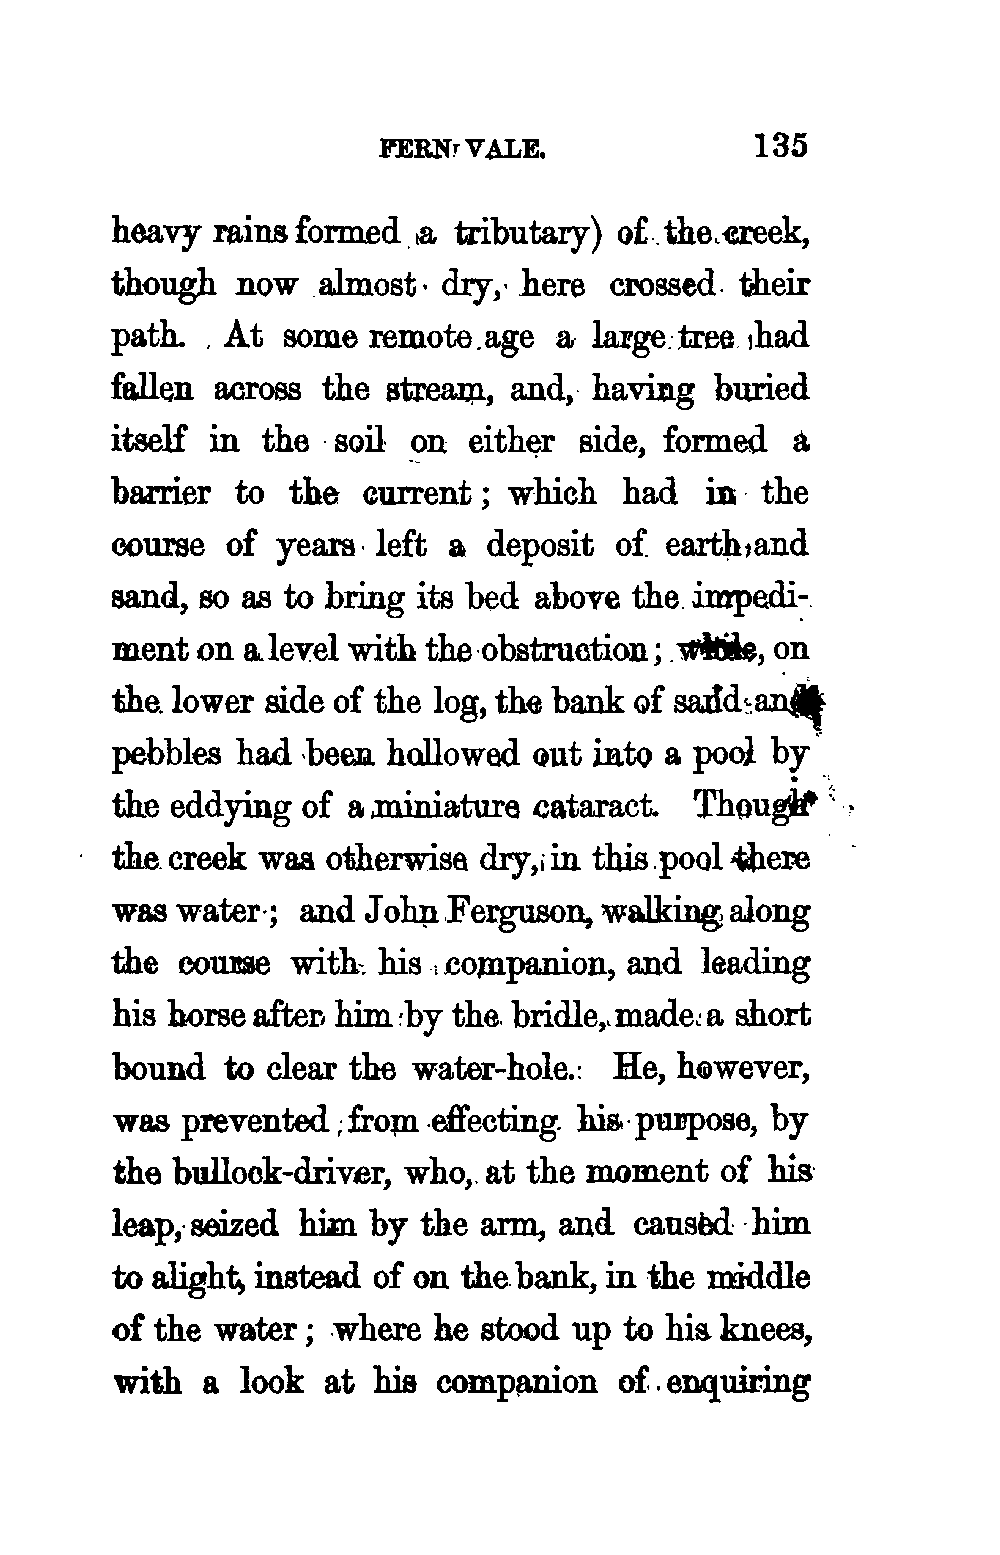 FERN VALE. 135
heavy rains formed a tributary) of the creek,
though now almost dry, here crossed their
path. At some remote age a large tree had
fallen across the stream, and, having buried
itself in the soil on either side, formed a
barrier to the current; which had in the
course of years left a deposit of earth and
sand, so as to bring its bed above the impedi-
ment on a level with the obstruction; while, on
the lower side of the log, the bank of sand and
pebbles had been hollowed out into a pool by
the eddying of a miniature cataract. Though
the creek was otherwise dry, in this pool there
was water; and John Ferguson, walking along
the course with his companion, and leading
his horse after him by the bridle, made a short
bound to clear the water-hole. He, however,
was prevented from effecting his purpose, by
the bullock-driver, who, at the moment of his
leap, seized him by the arm, and caused him
to alight, instead of on the bank, in the middle
of the water; where he stood up to his knees,
with a look at his companion of enquiring